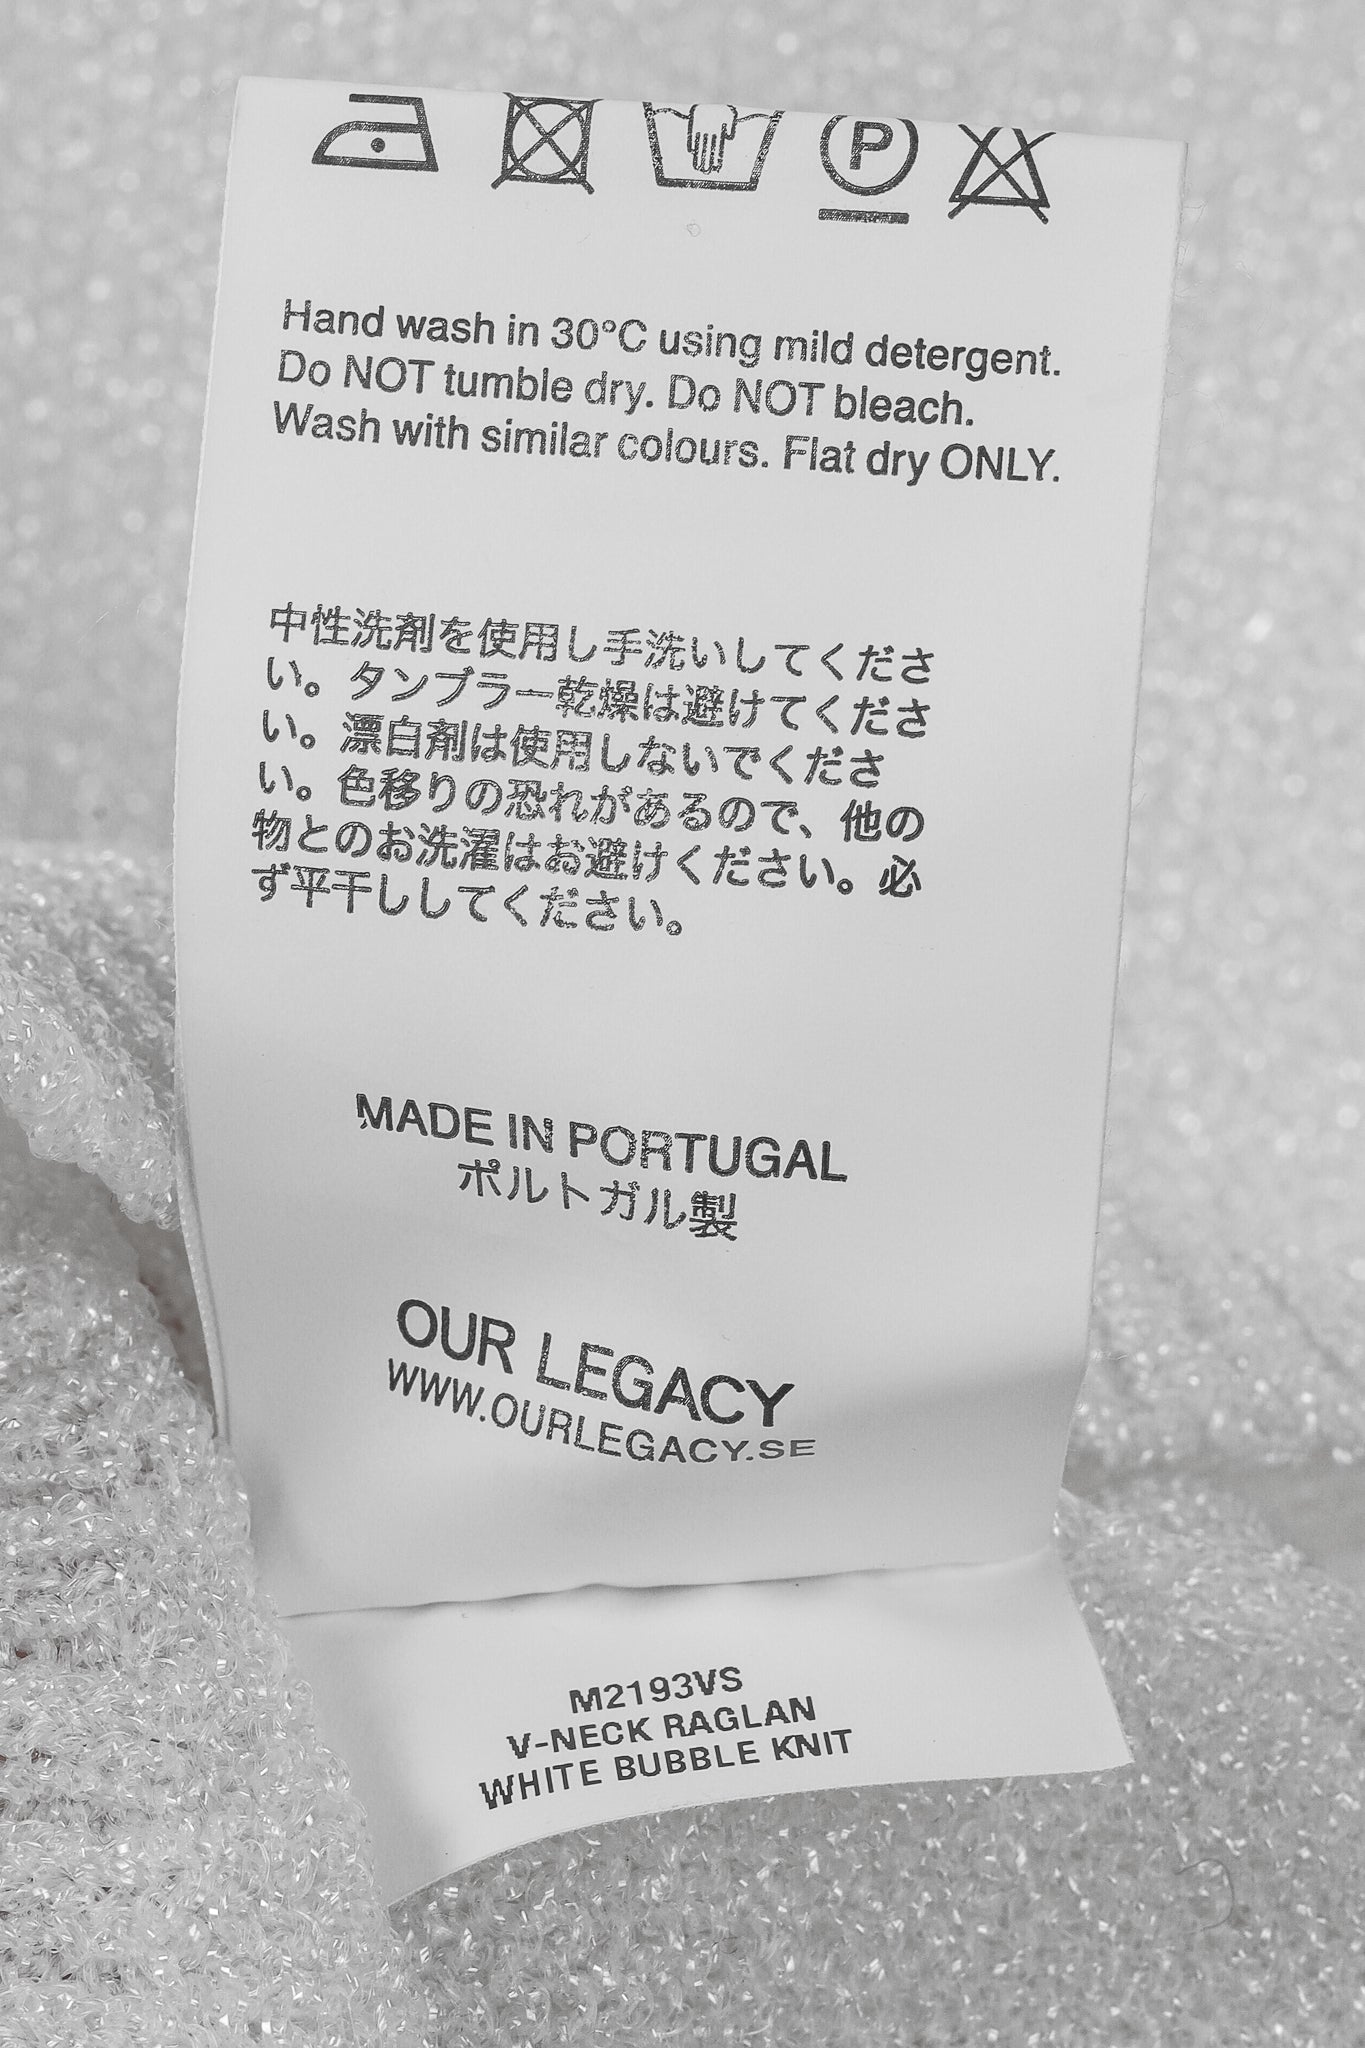 P
Hand wash in 30°C using mild detergent.
Do NOT tumble dry. Do NOT bleach.
Wash with similar colours. Flat dry ONLY.
中性洗剤を使用し手洗いしてくださ
い。タンブラー乾燥は避けてくださ
い。漂白剤は使用しないでくださ
い。色移りの恐れがあるので、他の
物とのお洗濯はお避けください。必
ず平干ししてください。
MADE IN PORTUGAL
ポルトガル製
OUR LEGACY
WWW.OURLEGACY.SE
M2193VS
V-NECK RAGLAN
WHITE BUBBLE KNIT